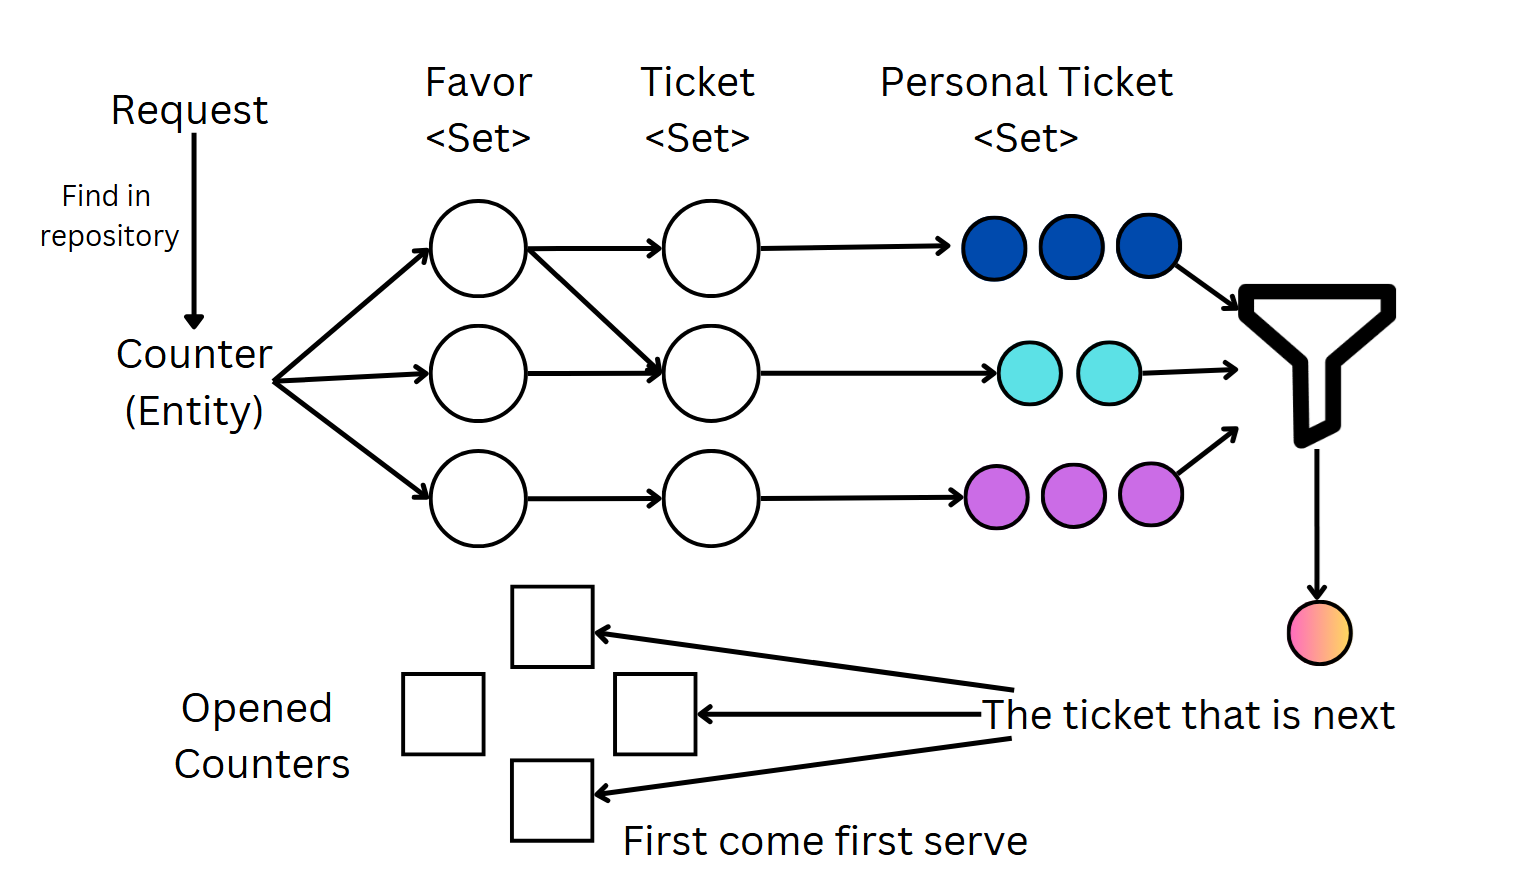 Request
Favor
<Set>
Ticket
<Set>
Personal Ticket
<Set>
Find in
repository
Counter
(Entity)
Opened
Counters
The ticket that is next
First come first serve